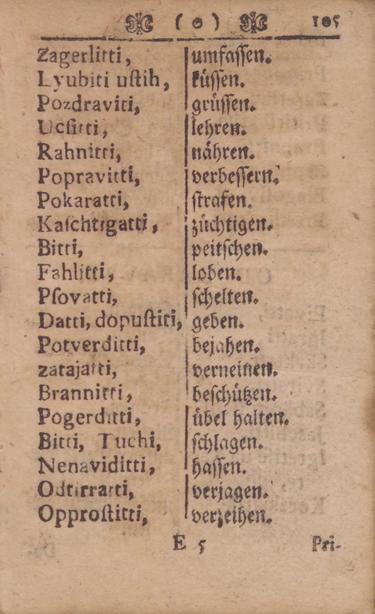 ( o ) 105
Zagerlitti, umfassen.
Lyubiti ustih, küssen.
Pozdraviti, grüssen.
Ucsitti, lehren.
Rahnitti, nähren.
Popravitti, verbessern.
Pokaratti, strafen.
Kaschtigatti, züchtigen.
Bitti, peitschen.
Fahlitti, loben.
Psovatti, schelten.
Datti, dopustiti, geben.
Potverditti, bejahen.
zatajatti, verneinen.
Brannitti, beschützen.
Pogerditti, übel halten.
Bitti, Tuchi, schlagen.
Nenaviditti, hassen.
Odtirratti, verjagen.
Opprostitti, verzeihen.
E 5 Pri-